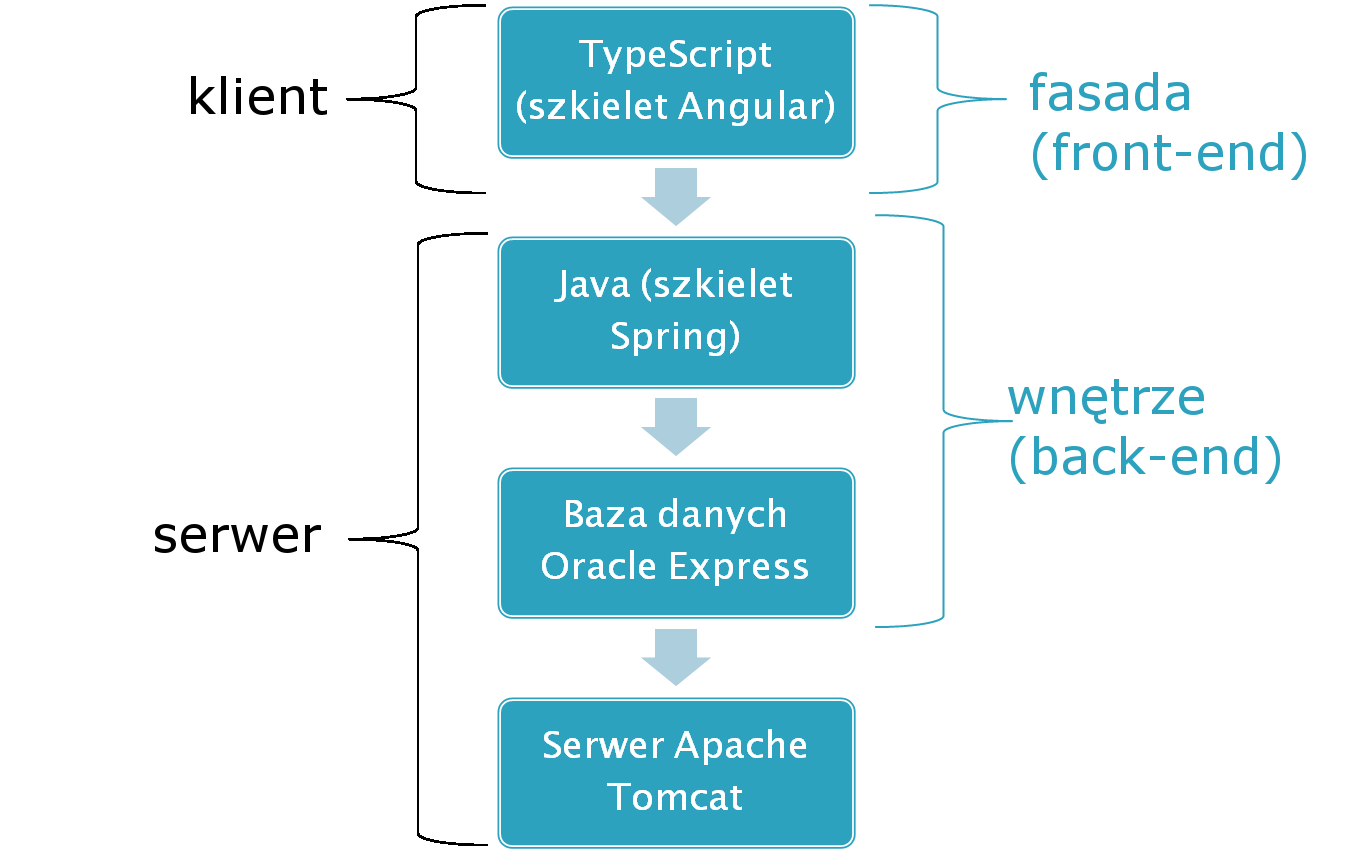 klient
TypeScript
(szkielet Angular)
fasada
(front-end)
Java (szkielet
Spring)
wnętrze
(back-end)
serwer
Baza danych
Oracle Express
Serwer Apache
Tomcat